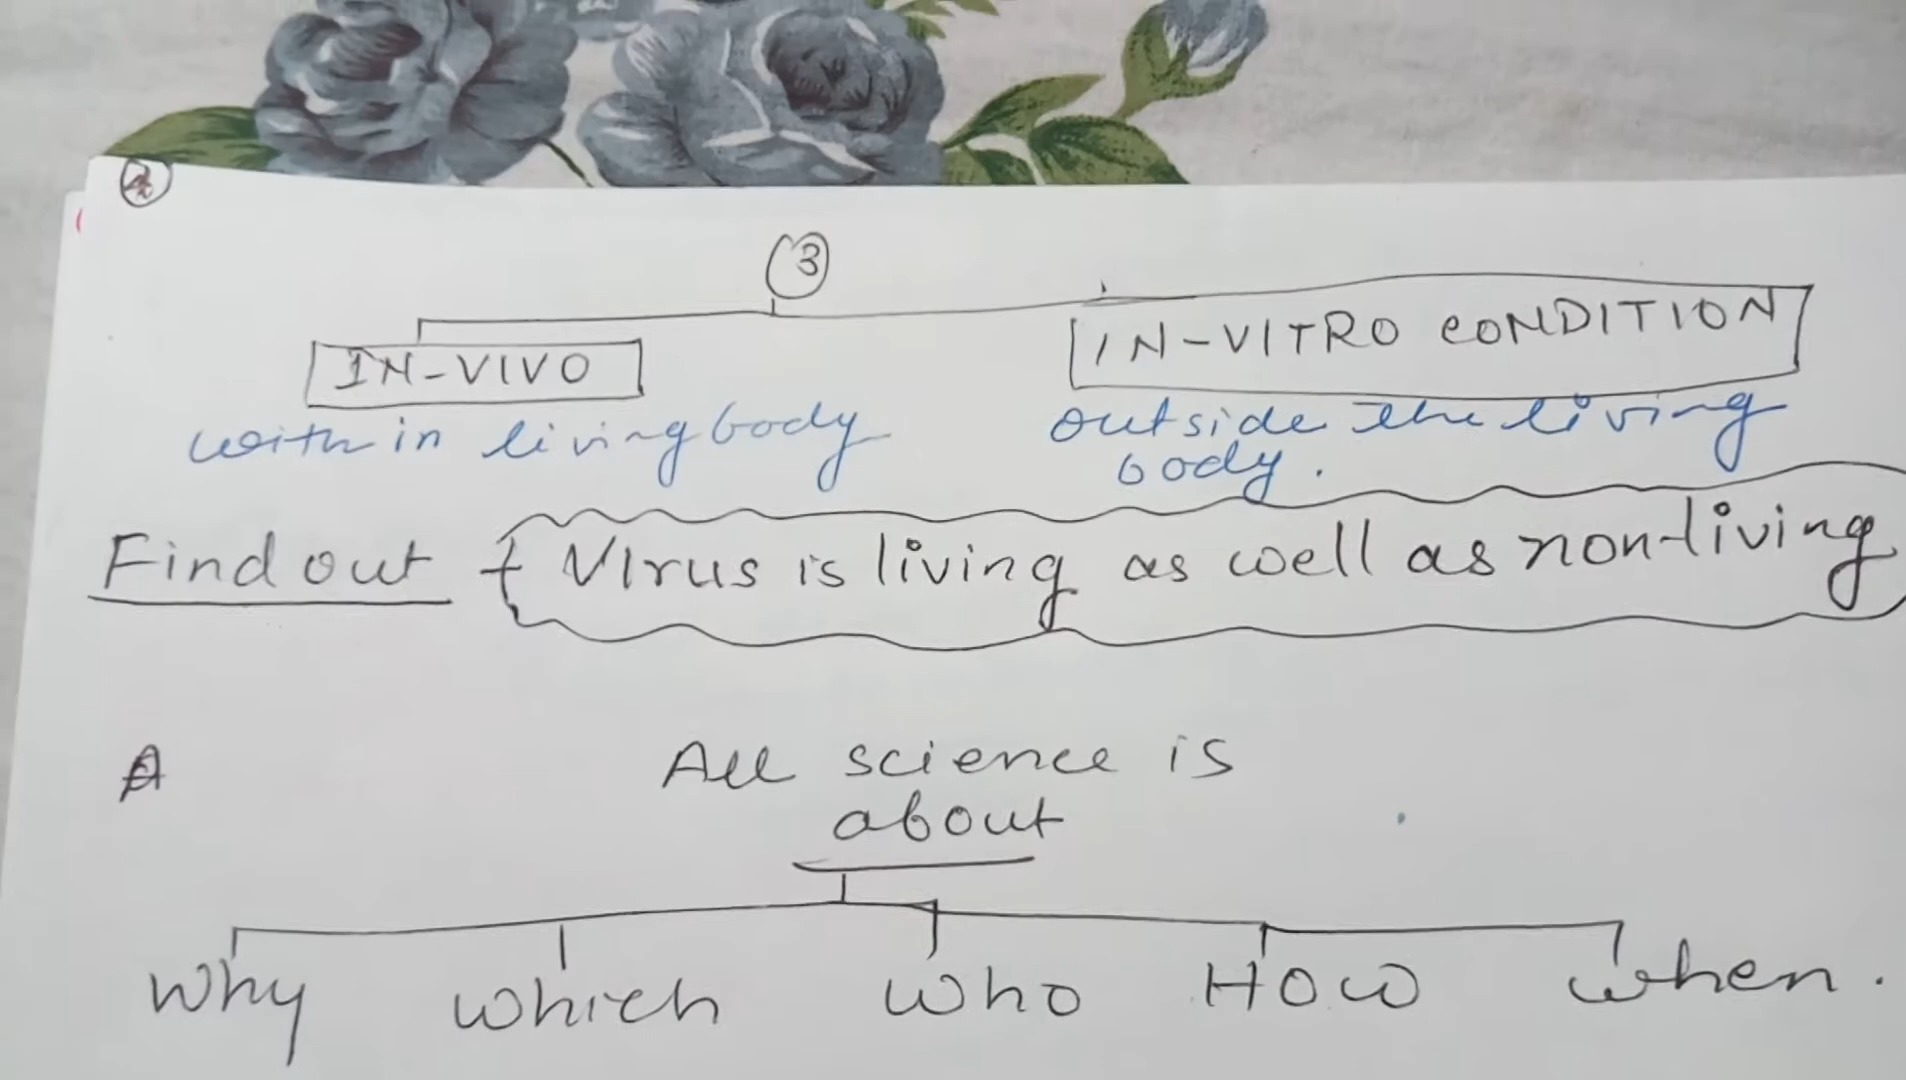 3
IN-VIVO
IN-VITRO CONDITION
with in living body
outside the living
body.
Find out
Virus is living as well as non-living
All science is
about
Why which who How when.